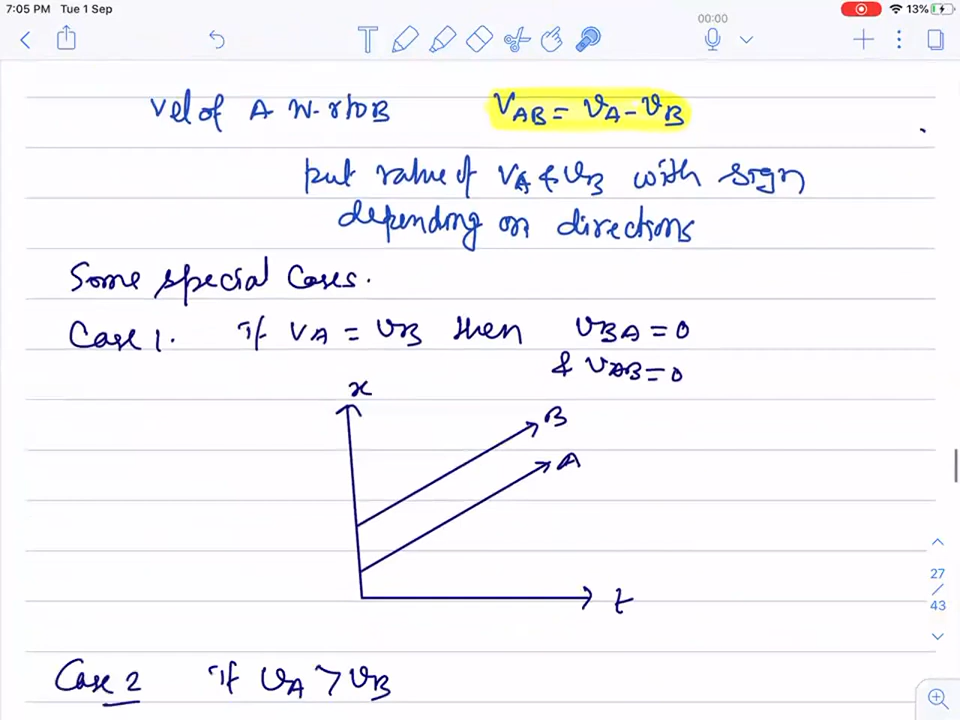 7:05 PM Tue 1 Sep 13%
00:00
T
Vel of A w.r to B VAB = VA - VB
put value of VA & VB with sign
depending on directions
Some special Cases.
Case 1. if VA = VB then VBA = 0
& VAB = 0
x
B
A
t
27
/
43
Case 2 if VA > VB